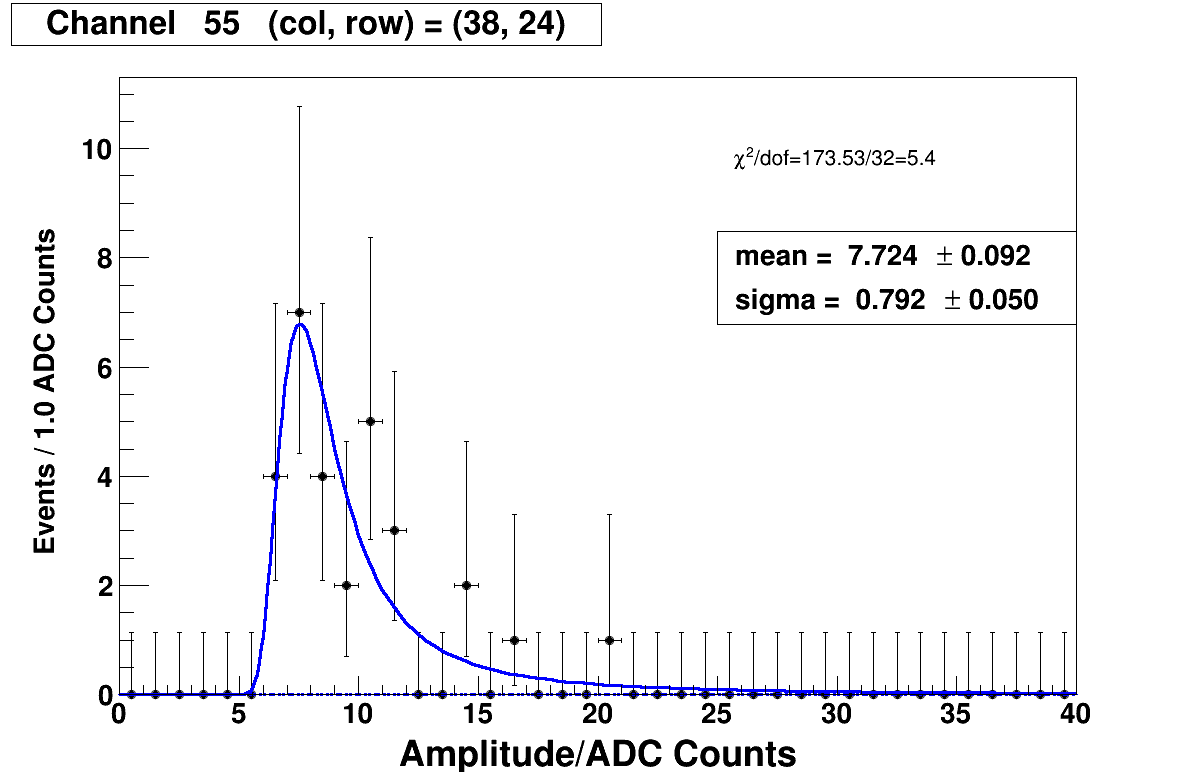 Channel 55 (col, row) = (38, 24)
χ²/dof=173.53/32=5.4
mean = 7.724 ± 0.092
sigma = 0.792 ± 0.050
Events / 1.0 ADC Counts
10
8
6
4
2
0
0 5 10 15 20 25 30 35 40
Amplitude/ADC Counts